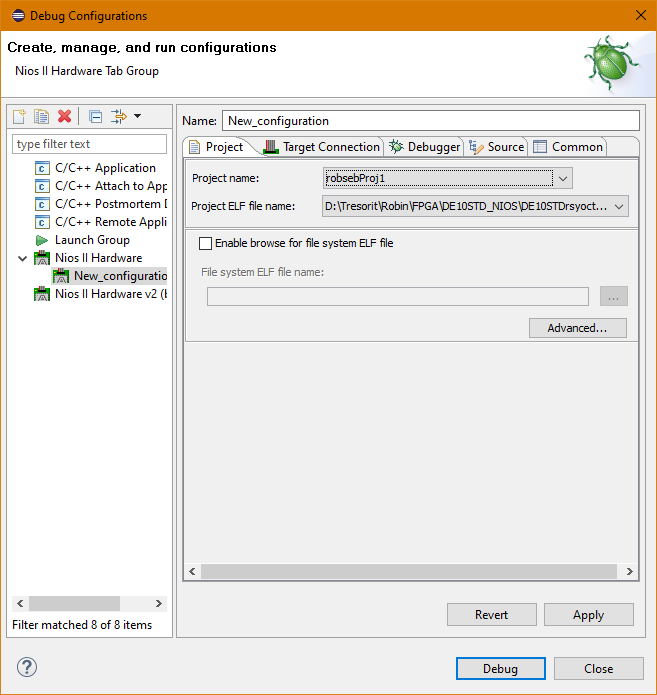 Debug Configurations
Create, manage, and run configurations
Nios II Hardware Tab Group
type filter text
C/C++ Application
C/C++ Attach to App
C/C++ Postmortem D
C/C++ Remote Appli
Launch Group
Nios II Hardware
New_configuratio
Nios II Hardware v2 (b
Filter matched 8 of 8 items
Name: New_configuration
Project Target Connection Debugger Source Common
Project name: robsebProj1
Project ELF file name: D:\Tresorit\Robin\FPGA\DE10STD_NIOS\DE10STDrsyoct...
Enable browse for file system ELF file
File system ELF file name:
...
Advanced...
Revert Apply
? Debug Close